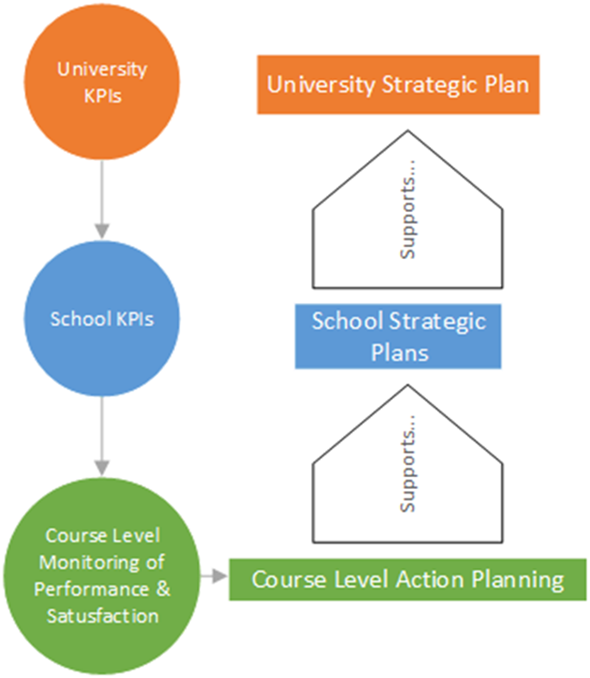 University
KPIs
University Strategic Plan
Supports...
School KPIs
School Strategic
Plans
Supports...
Course Level
Monitoring of
Performance &
Satusfaction
Course Level Action Planning